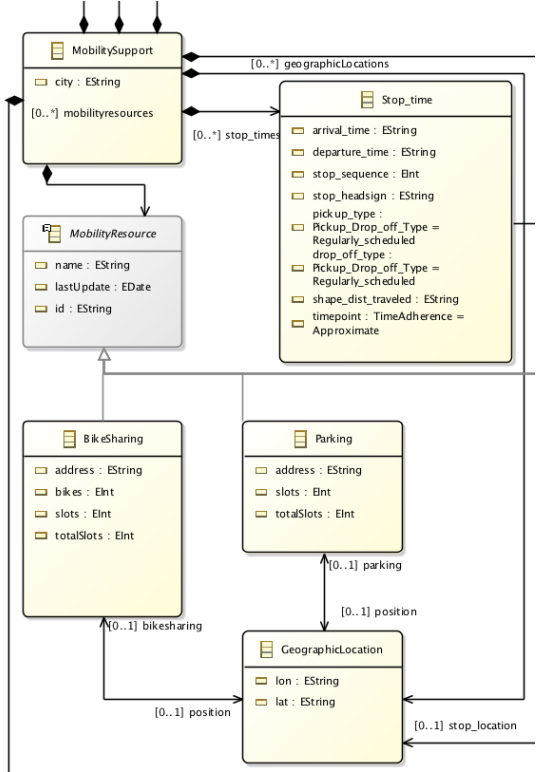 MobilitySupport
city : EString
[0..*] geographicLocations
[0..*] mobilityresources
[0..*] stop_times
Stop_time
arrival_time : EString
departure_time : EString
stop_sequence : EInt
stop_headsign : EString
pickup_type :
Pickup_Drop_off_Type =
Regularly_scheduled
drop_off_type :
Pickup_Drop_off_Type =
Regularly_scheduled
shape_dist_traveled : EString
timepoint : TimeAdherence =
Approximate
MobilityResource
name : EString
lastUpdate : EDate
id : EString
BikeSharing
address : EString
bikes : EInt
slots : EInt
totalSlots : EInt
Parking
address : EString
slots : EInt
totalSlots : EInt
[0..1] parking
[0..1] position
[0..1] bikesharing
GeographicLocation
lon : EString
lat : EString
[0..1] position
[0..1] stop_location